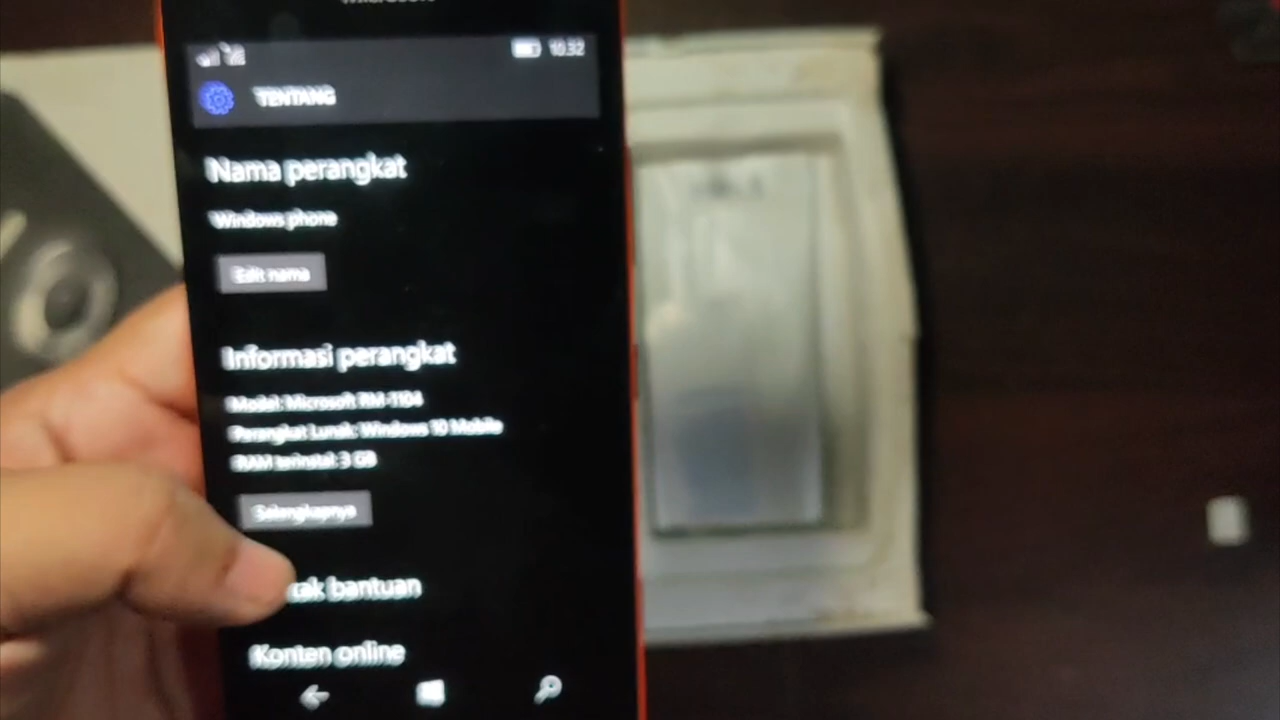 Microsoft
10.32
TENTANG
Nama perangkat
Windows phone
Edit nama
Informasi perangkat
Model: Microsoft RM-1104
Perangkat Lunak: Windows 10 Mobile
RAM terinstal: 3 GB
Selengkapnya
tak bantuan
Konten online